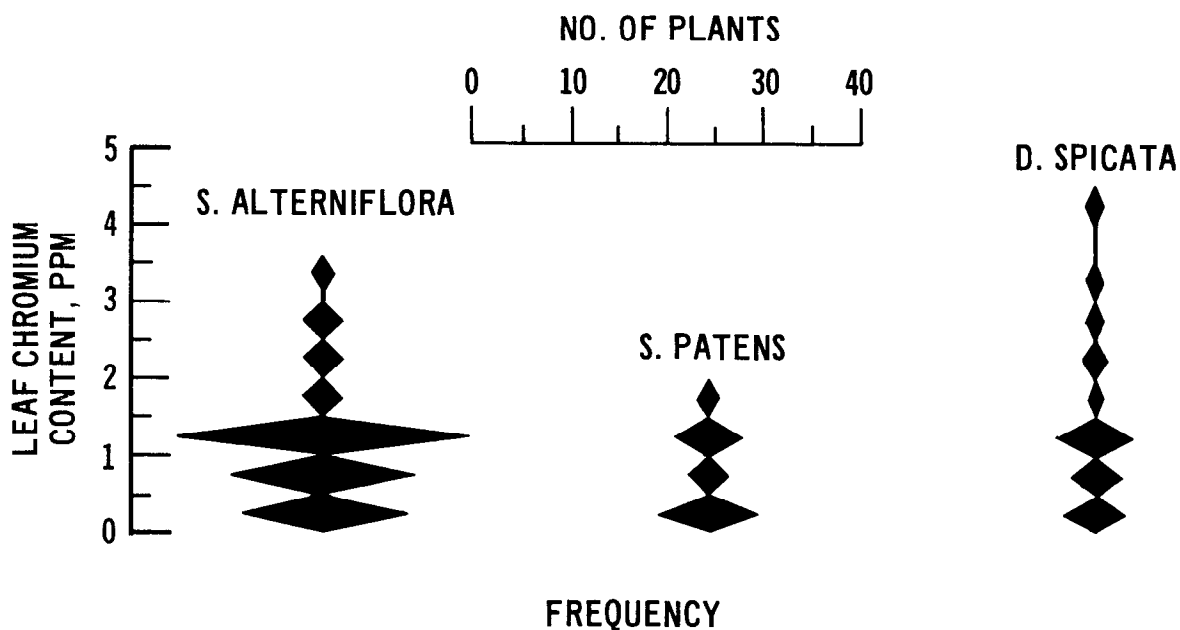 NO. OF PLANTS
0 10 20 30 40
D. SPICATA
S. ALTERNIFLORA
S. PATENS
LEAF CHROMIUM
CONTENT, PPM
5
4
3
2
1
0
FREQUENCY